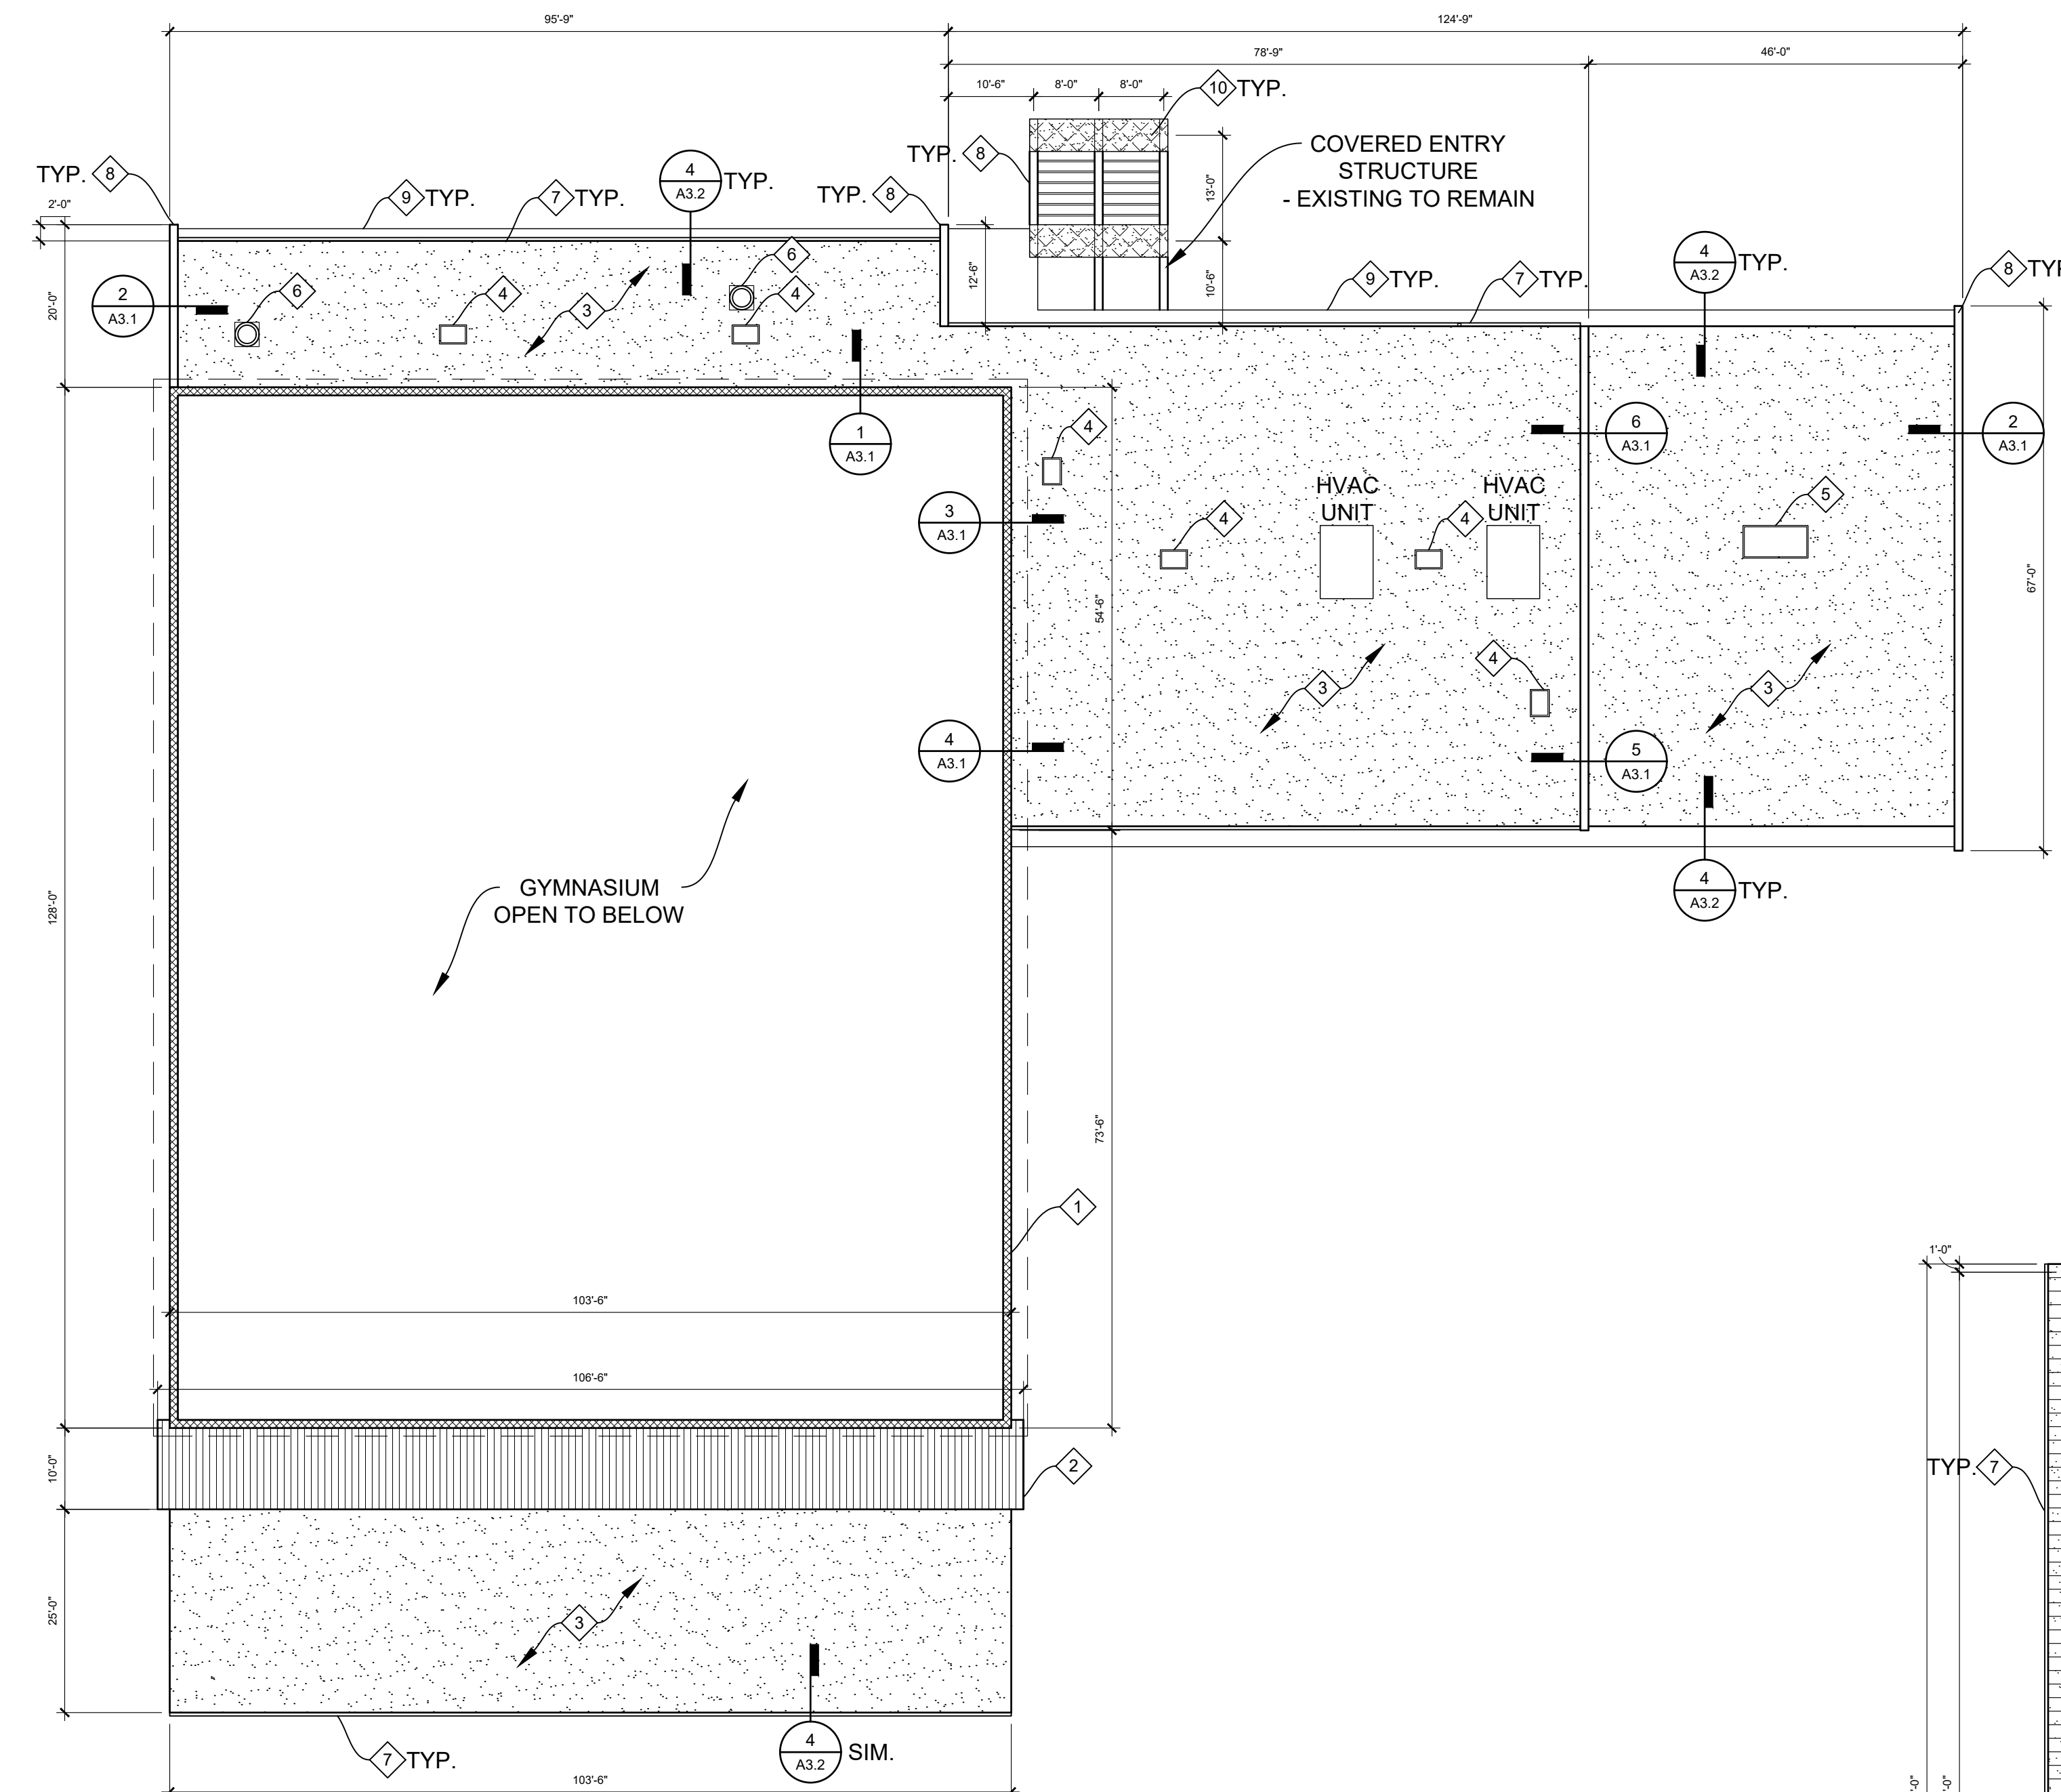 95'-9"
124'-9"
78'-9"
46'-0"
10'-6"
8'-0"
8'-0"
10 TYP.
COVERED ENTRY
STRUCTURE
- EXISTING TO REMAIN
TYP. 8
13'-0"
TYP. 8
2'-0"
9 TYP.
7 TYP.
4
A3.2
TYP.
TYP. 8
20'-0"
2
A3.1
6
4
3
6
4
12'-6"
10'-6"
9 TYP.
7 TYP.
4
A3.2
TYP.
8 TYP
1
A3.1
4
3
A3.1
4
HVAC
UNIT
4
HVAC
UNIT
6
A3.1
5
2
A3.1
67'-0"
54'-6"
3
4
3
4
A3.1
5
A3.1
4
A3.2
TYP.
128'-0"
GYMNASIUM
OPEN TO BELOW
73'-6"
1
103'-6"
106'-6"
10'-0"
2
25'-0"
3
7 TYP.
4
A3.2
SIM.
103'-6"
1'-0"
TYP. 7
'-0"
'-0"